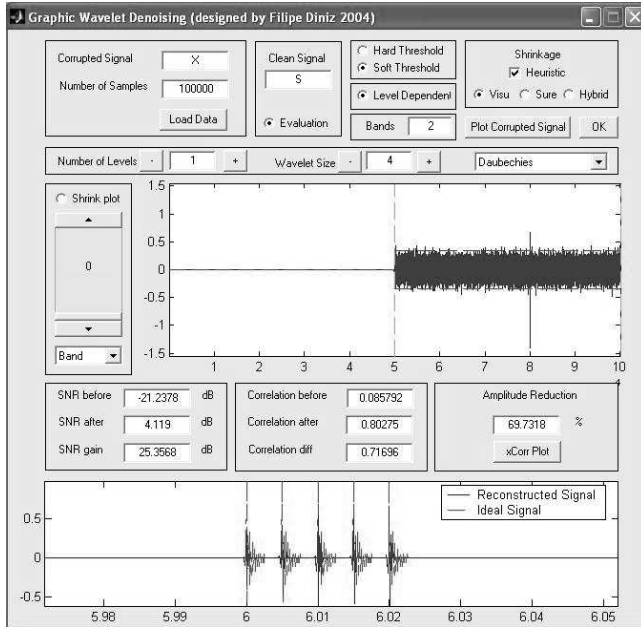 Graphic Wavelet Denoising (designed by Filipe Diniz 2004)
Corrupted Signal X
Number of Samples 100000
Load Data
Clean Signal
S
Evaluation
Hard Threshold
Soft Threshold
Level Dependent
Bands 2
Shrinkage
Heuristic
Visu Sure Hybrid
Plot Corrupted Signal OK
Number of Levels - 1 + Wavelet Size - 4 + Daubechies
Shrink plot
0
Band
1.5
1
0.5
0
-0.5
-1
-1.5
1 2 3 4 5 6 7 8 9 10
4
SNR before -21.2378 dB
SNR after 4.119 dB
SNR gain 25.3568 dB
Correlation before 0.085792
Correlation after 0.80275
Correlation diff 0.71696
Amplitude Reduction
69.7318 %
xCorr Plot
Reconstructed Signal
Ideal Signal
0.5
0
-0.5
5.98 5.99 6 6.01 6.02 6.03 6.04 6.05